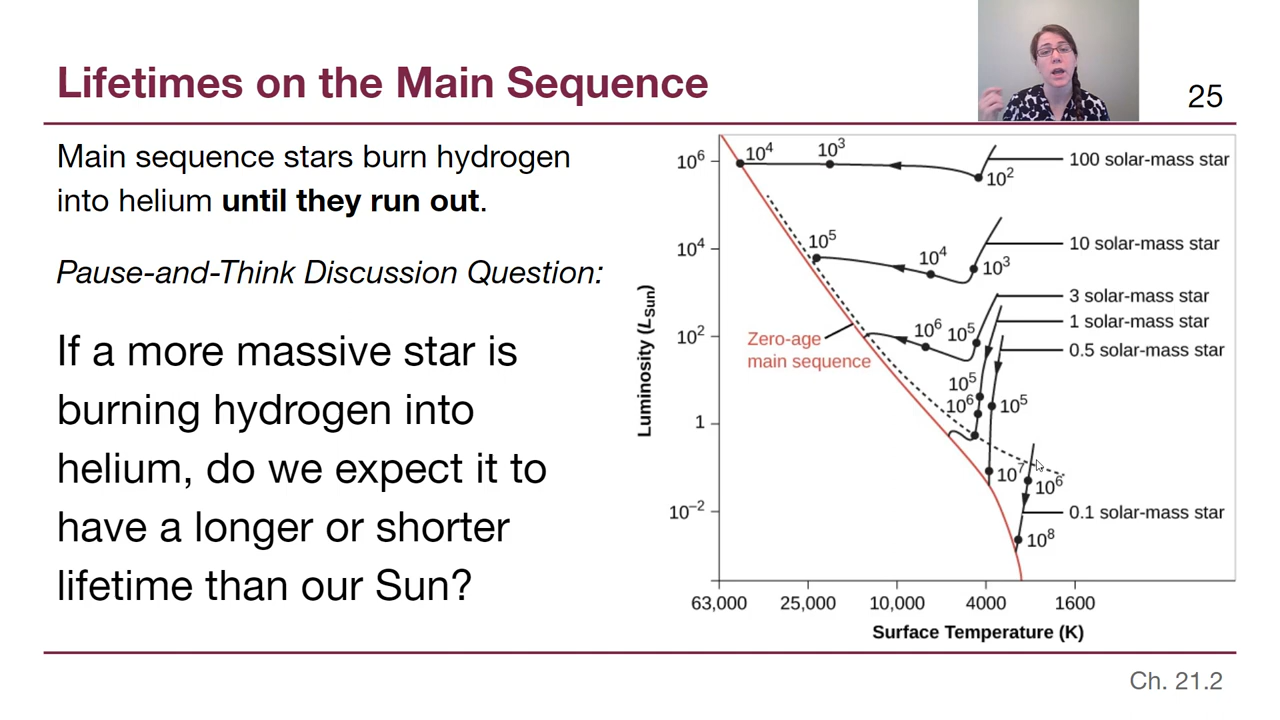 Lifetimes on the Main Sequence
25
Main sequence stars burn hydrogen
into helium until they run out.
Pause-and-Think Discussion Question:
If a more massive star is
burning hydrogen into
helium, do we expect it to
have a longer or shorter
lifetime than our Sun?
Luminosity (L_Sun)
10⁶
10⁴
10²
1
10⁻²
10⁴
10³
10²
100 solar-mass star
10⁵
10⁴
10³
10 solar-mass star
3 solar-mass star
1 solar-mass star
0.5 solar-mass star
10⁶
10⁵
Zero-age
main sequence
10⁵
10⁶
10⁵
10⁷
10⁶
0.1 solar-mass star
10⁸
63,000
25,000
10,000
4000
1600
Surface Temperature (K)
Ch. 21.2